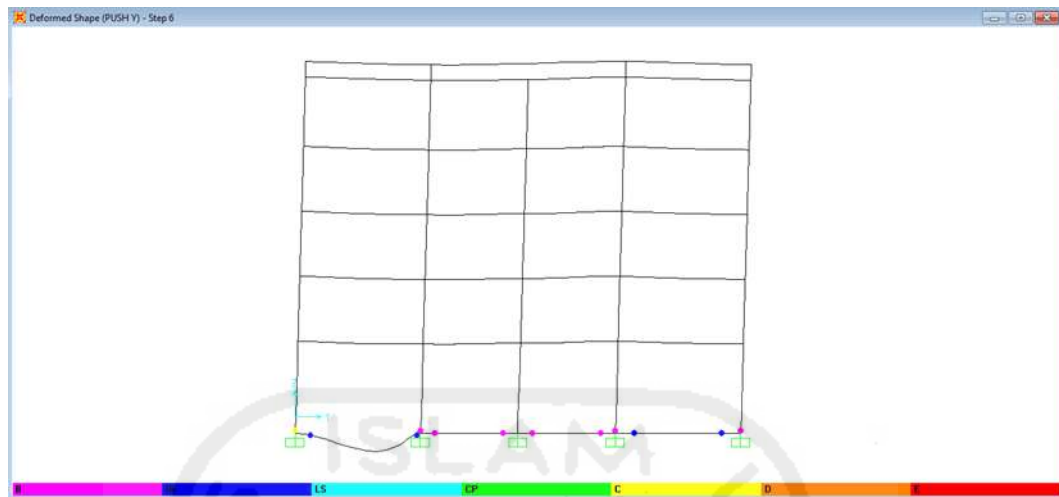 Deformed Shape (PUSH Y) - Step 6
Z
Y
ISLAM
B IO LS CP C D E